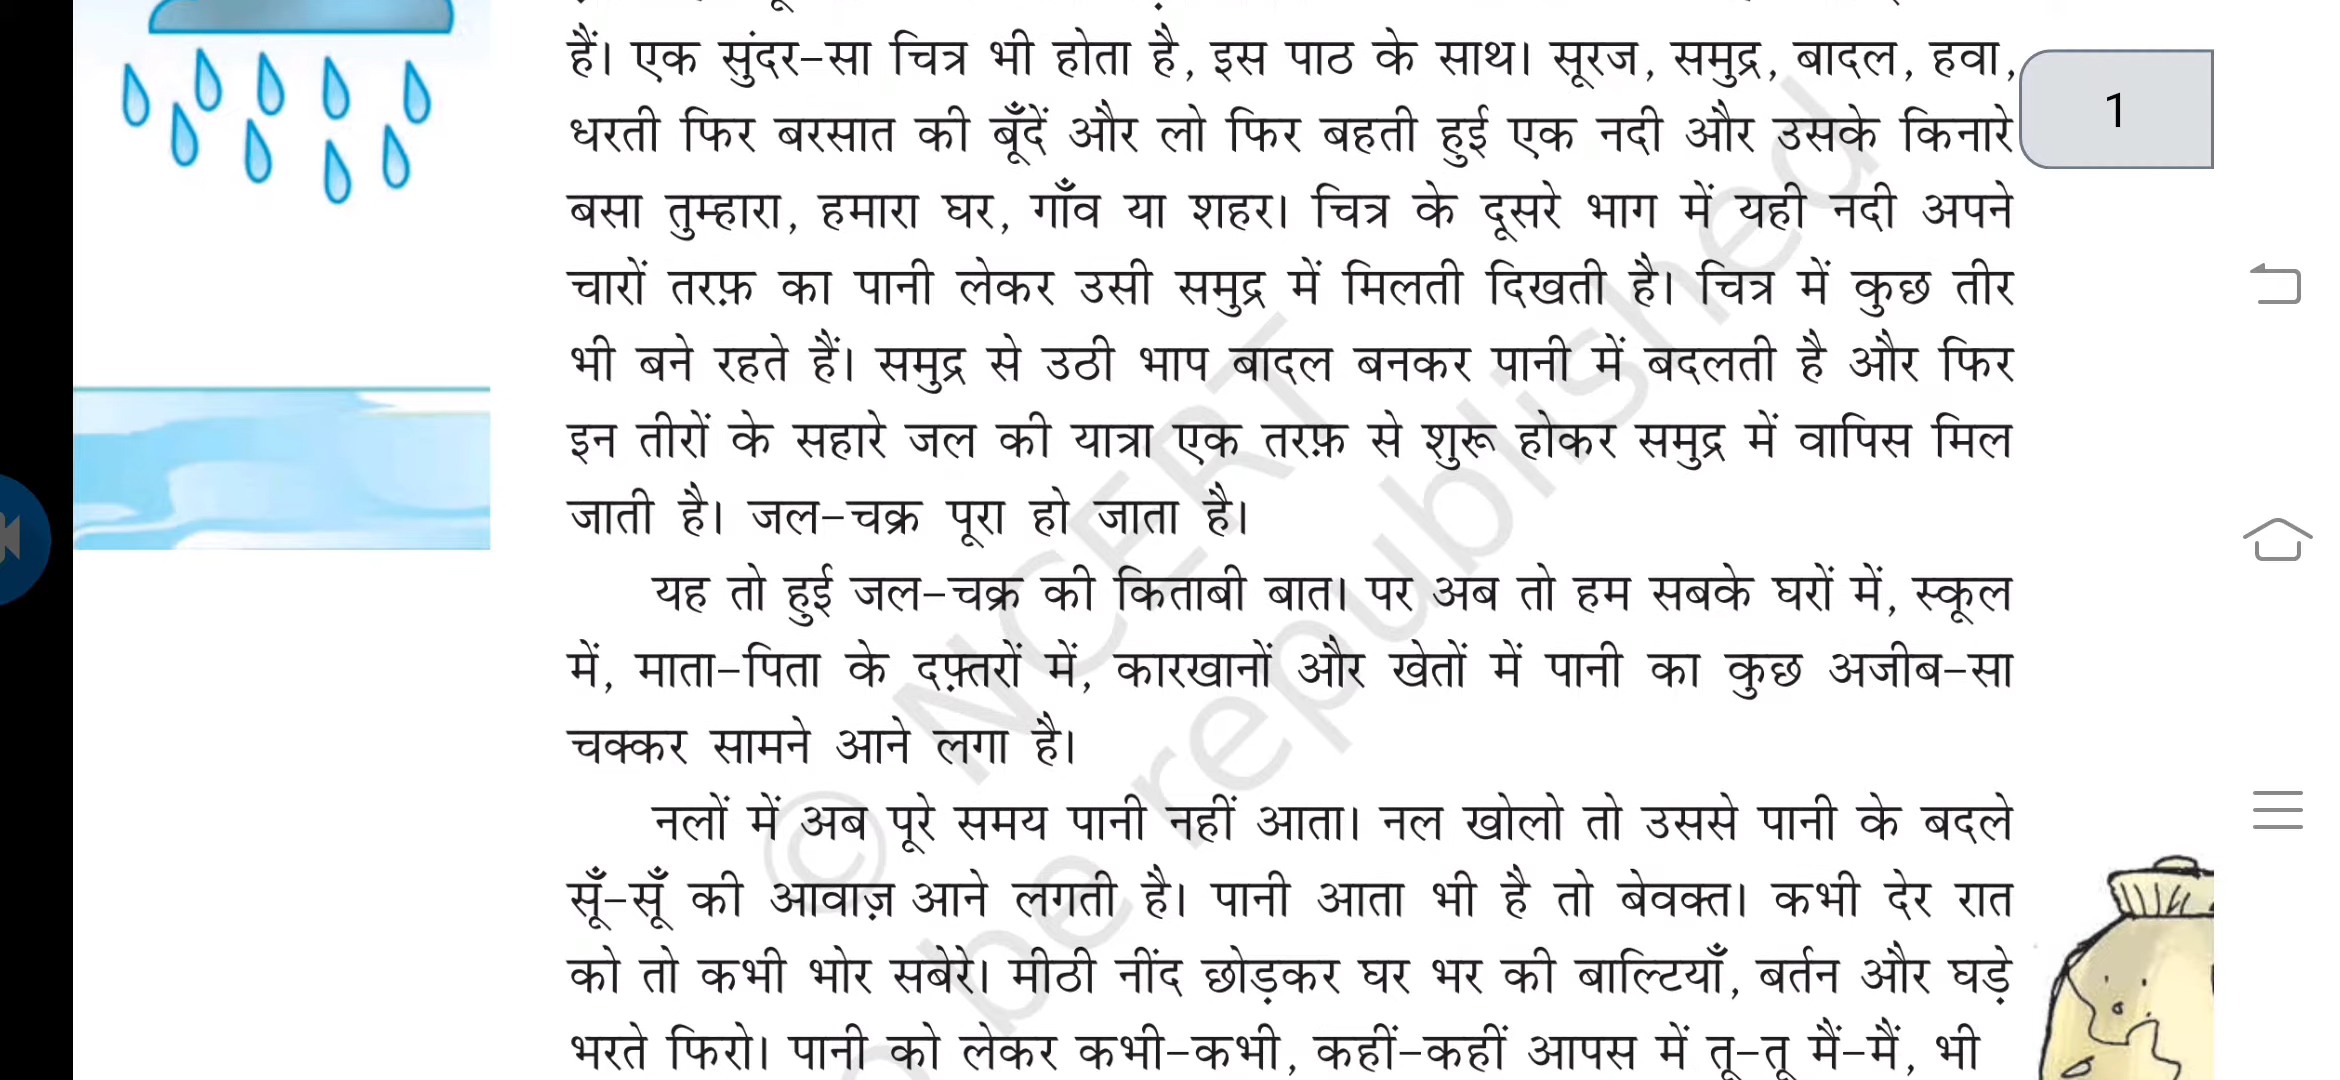 हैं। एक सुंदर-सा चित्र भी होता है, इस पाठ के साथ। सूरज, समुद्र, बादल, हवा,
1
धरती फिर बरसात की बूँदें और लो फिर बहती हुई एक नदी और उसके किनारे
बसा तुम्हारा, हमारा घर, गाँव या शहर। चित्र के दूसरे भाग में यही नदी अपने
चारों तरफ़ का पानी लेकर उसी समुद्र में मिलती दिखती है। चित्र में कुछ तीर
भी बने रहते हैं। समुद्र से उठी भाप बादल बनकर पानी में बदलती है और फिर
इन तीरों के सहारे जल की यात्रा एक तरफ़ से शुरू होकर समुद्र में वापिस मिल
जाती है। जल-चक्र पूरा हो जाता है।
यह तो हुई जल-चक्र की किताबी बात। पर अब तो हम सबके घरों में, स्कूल
में, माता-पिता के दफ़्तरों में, कारखानों और खेतों में पानी का कुछ अजीब-सा
चक्कर सामने आने लगा है।
नलों में अब पूरे समय पानी नहीं आता। नल खोलो तो उससे पानी के बदले
सूँ-सूँ की आवाज़ आने लगती है। पानी आता भी है तो बेवक्त। कभी देर रात
को तो कभी भोर सबेरे। मीठी नींद छोड़कर घर भर की बाल्टियाँ, बर्तन और घड़े
भरते फिरो। पानी को लेकर कभी-कभी, कहीं-कहीं आपस में तू-तू मैं-मैं, भी
© NCERT
be republished